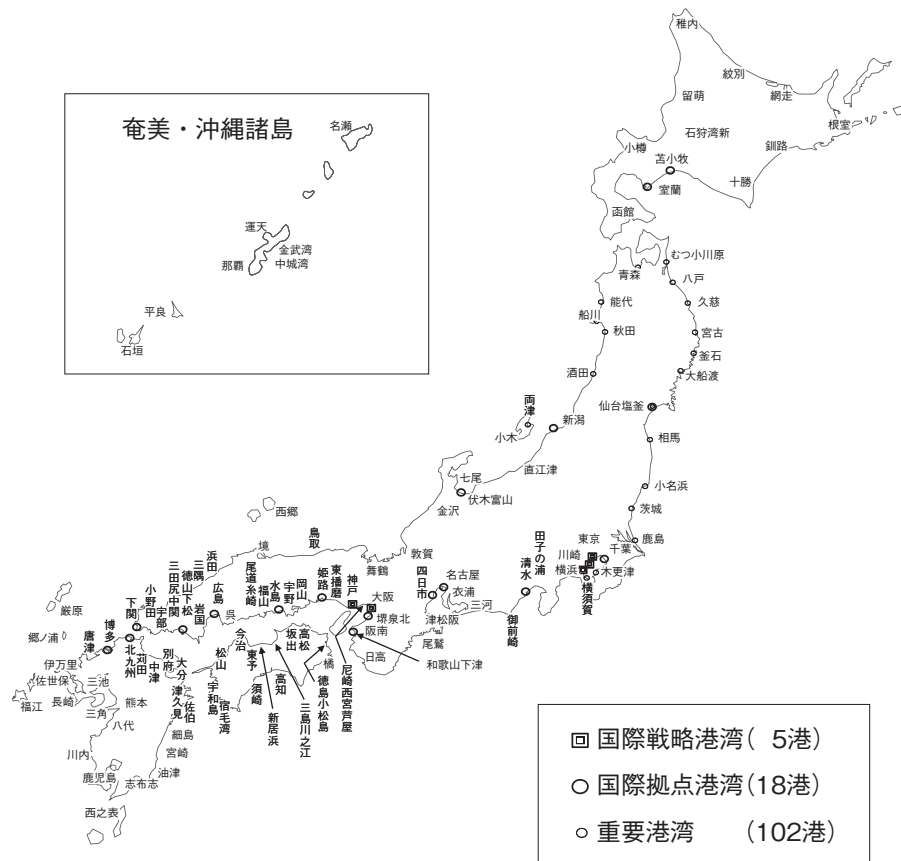 稚内
紋別
留萌
網走
奄美・沖縄諸島
名瀬
石狩湾新
根室
小樽
釧路
苫小牧
十勝
室蘭
函館
運天
金武湾
那覇
中城湾
むつ小川原
青森
八戸
能代
久慈
平良
船川
秋田
宮古
石垣
釜石
酒田
大船渡
両津
仙台塩釜
新潟
小木
相馬
直江津
七尾
小名浜
伏木富山
西郷
金沢
茨城
鳥取
田子の浦
東京
鹿島
境
敦賀
千葉
浜田
川崎
舞鶴
四日市
清水
三隅
名古屋
横浜
木更津
徳山下松
尾道糸崎
福山
水島
宇野
岡山
姫路
東播磨
神戸
衣浦
横須賀
三田尻中関
岩国
広島
呉
大阪
三河
厳原
下関
小野田
宇部
堺泉北
津松阪
御前崎
阪南
尾鷲
郷ノ浦
唐津
博多
今治
東予
坂出
高松
橘
日高
和歌山下津
北九州
苅田
中津
別府
大分
松山
伊万里
佐世保
三池
高知
須崎
徳島小松島
尼崎西宮芦屋
福江
長崎
熊本
津久見
佐伯
宇和島
宿毛湾
新居浜
三島川之江
三角
八代
細島
川内
宮崎
鹿児島
油津
志布志
西之表
国際戦略港湾( 5港)
国際拠点港湾(18港)
重要港湾 (102港)